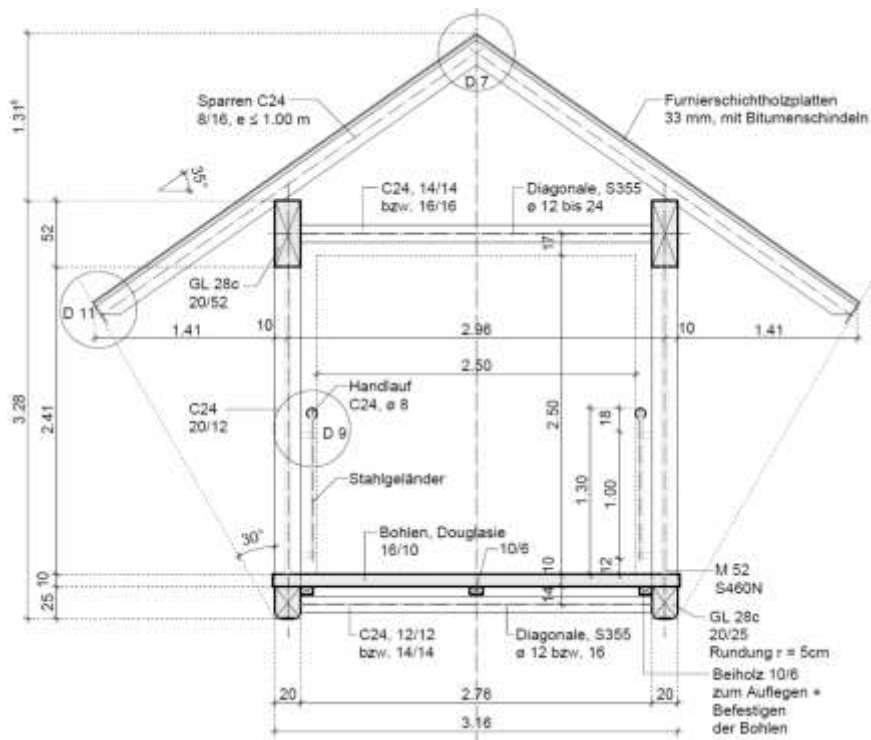 D 7
Sparren C24
8/16, e ≤ 1.00 m
Furnierschichtholzplatten
33 mm, mit Bitumenschindeln
1.31⁵
35°
C24, 14/14
bzw. 16/16
Diagonale, S355
ø 12 bis 24
52
17
GL 28c
20/52
D 11
1.41
10
2.96
10
1.41
2.50
3.28
2.41
C24
20/12
Handlauf
C24, ø 8
D 9
2.50
18
1.30
1.00
Stahlgeländer
30°
Bohlen, Douglasie
16/10
10/6
10
12
M 52
S460N
10
25
14
GL 28c
20/25
Rundung r = 5cm
C24, 12/12
bzw. 14/14
Diagonale, S355
ø 12 bzw. 16
Beiholz 10/6
zum Auflegen +
Befestigen
der Bohlen
20
2.76
20
3.16